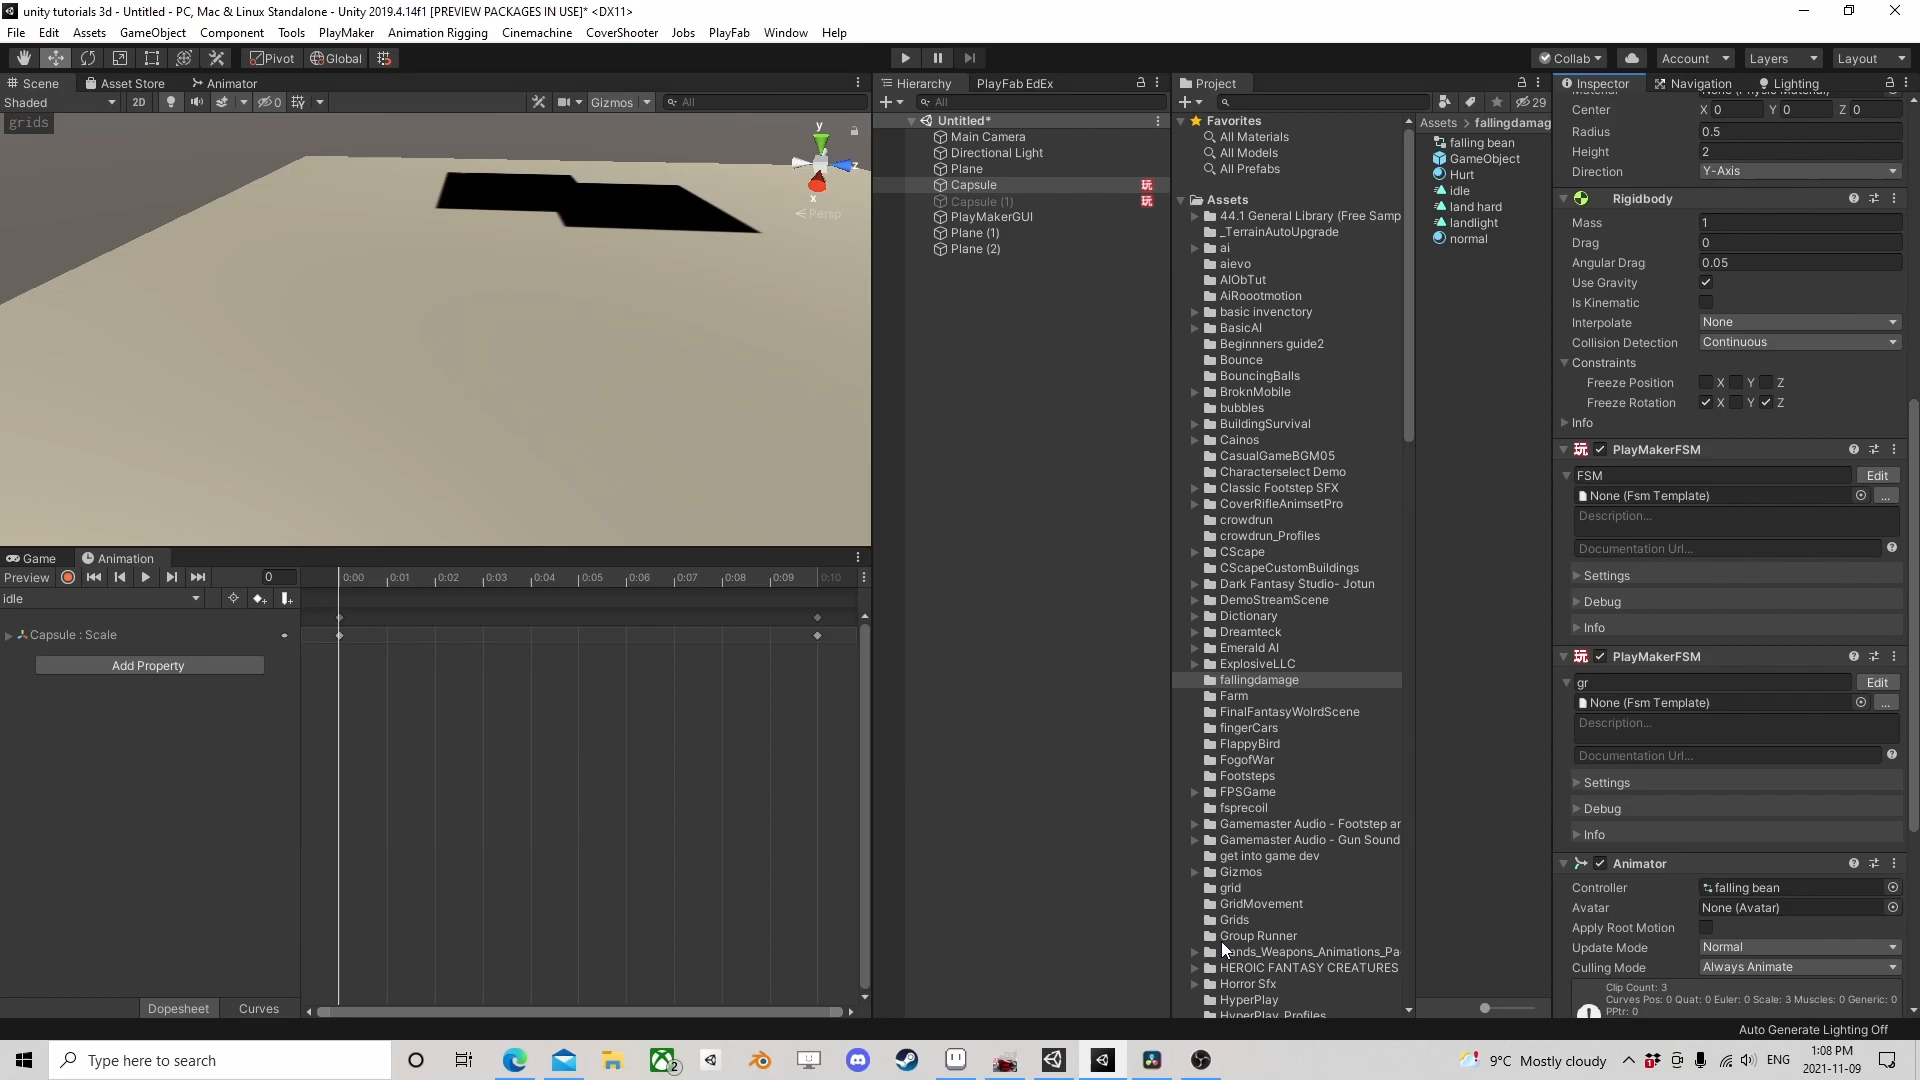 unity tutorials 3d - Untitled - PC, Mac & Linux Standalone - Unity 2019.4.14f1 [PREVIEW PACKAGES IN USE]* <DX11>
File Edit Assets GameObject Component Tools PlayMaker Animation Rigging Cinemachine CoverShooter Jobs PlayFab Window Help
Pivot Global Collab Account Layers Layout
Scene Asset Store Animator
Shaded 2D 0 Gizmos All
grids
y
z
x
Persp
Game Animation
Preview 0 0:00 0:01 0:02 0:03 0:04 0:05 0:06 0:07 0:08 0:09 0:10
idle
Capsule : Scale
Add Property
Dopesheet Curves
Hierarchy PlayFab EdEx
All
Untitled*
Main Camera
Directional Light
Plane
Capsule
Capsule (1)
PlayMakerGUI
Plane (1)
Plane (2)
Project
29
Favorites
All Materials
All Models
All Prefabs
Assets
44.1 General Library (Free Samp
_TerrainAutoUpgrade
ai
aievo
AIObTut
AiRoootmotion
basic invenctory
BasicAI
Beginnners guide2
Bounce
BouncingBalls
BroknMobile
bubbles
BuildingSurvival
Cainos
CasualGameBGM05
Characterselect Demo
Classic Footstep SFX
CoverRifleAnimsetPro
crowdrun
crowdrun_Profiles
CScape
CScapeCustomBuildings
Dark Fantasy Studio- Jotun
DemoStreamScene
Dictionary
Dreamteck
Emerald AI
ExplosiveLLC
fallingdamage
Farm
FinalFantasyWolrdScene
fingerCars
FlappyBird
FogofWar
Footsteps
FPSGame
fsprecoil
Gamemaster Audio - Footstep ar
Gamemaster Audio - Gun Sound
get into game dev
Gizmos
grid
GridMovement
Grids
Group Runner
ands_Weapons_Animations_Pa
HEROIC FANTASY CREATURES
Horror Sfx
HyperPlay
HyperPlay_Profiles
Assets > fallingdamag
falling bean
GameObject
Hurt
idle
land hard
landlight
normal
Inspector Navigation Lighting
Center X 0 Y 0 Z 0
Radius 0.5
Height 2
Direction Y-Axis
Rigidbody
Mass 1
Drag 0
Angular Drag 0.05
Use Gravity
Is Kinematic
Interpolate None
Collision Detection Continuous
Constraints
Freeze Position X Y Z
Freeze Rotation X Y Z
Info
PlayMakerFSM
FSM Edit
None (Fsm Template) ...
Description...
Documentation Url...
Settings
Debug
Info
PlayMakerFSM
gr Edit
None (Fsm Template) ...
Description...
Documentation Url...
Settings
Debug
Info
Animator
Controller falling bean
Avatar None (Avatar)
Apply Root Motion
Update Mode Normal
Culling Mode Always Animate
Clip Count: 3
Curves Pos: 0 Quat: 0 Euler: 0 Scale: 3 Muscles: 0 Generic: 0
PPtr: 0
Auto Generate Lighting Off
Type here to search
2
9°C Mostly cloudy ENG
1:08 PM
2021-11-09